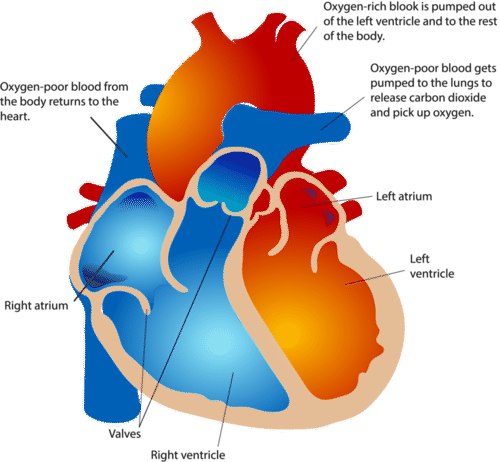 Oxygen-rich blook is pumped out
of the left ventricle and to the rest
of the body.
Oxygen-poor blood from
the body returns to the
heart.
Oxygen-poor blood gets
pumped to the lungs to
release carbon dioxide
and pick up oxygen.
Left atrium
Left
ventricle
Right atrium
Valves
Right ventricle